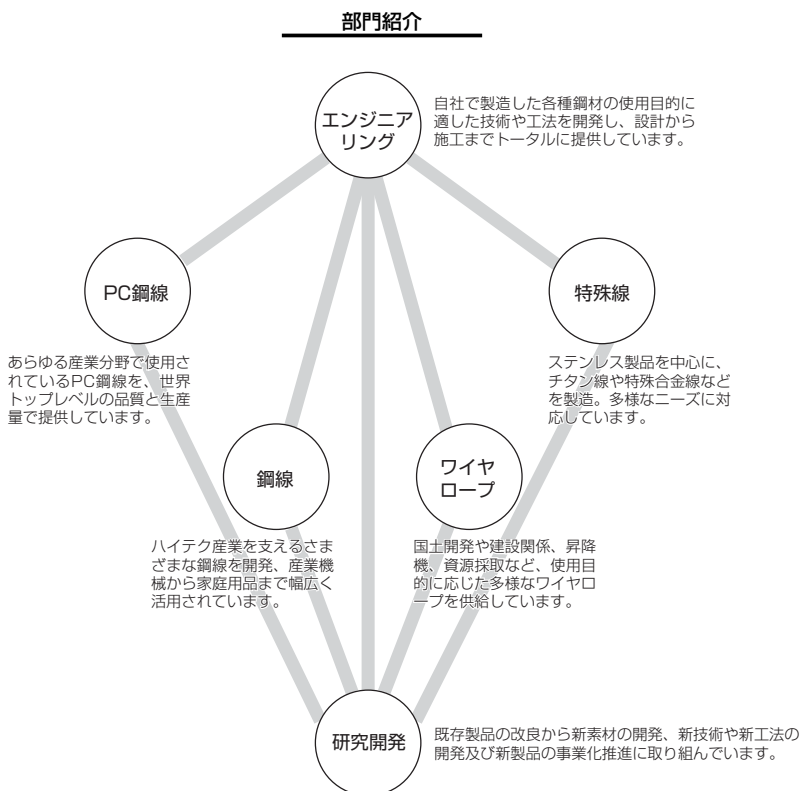 部門紹介
エンジニア
リング
自社で製造した各種鋼材の使用目的に
適した技術や工法を開発し、設計から
施工までトータルに提供しています。
PC鋼線
あらゆる産業分野で使用さ
れているPC鋼線を、世界
トップレベルの品質と生産
量で提供しています。
特殊線
ステンレス製品を中心に、
チタン線や特殊合金線など
を製造。多様なニーズに対
応しています。
鋼線
ハイテク産業を支えるさま
ざまな鋼線を開発、産業機
械から家庭用品まで幅広く
活用されています。
ワイヤ
ロープ
国土開発や建設関係、昇降
機、資源採取など、使用目
的に応じた多様なワイヤロ
ープを供給しています。
研究開発
既存製品の改良から新素材の開発、新技術や新工法の
開発及び新製品の事業化推進に取り組んでいます。